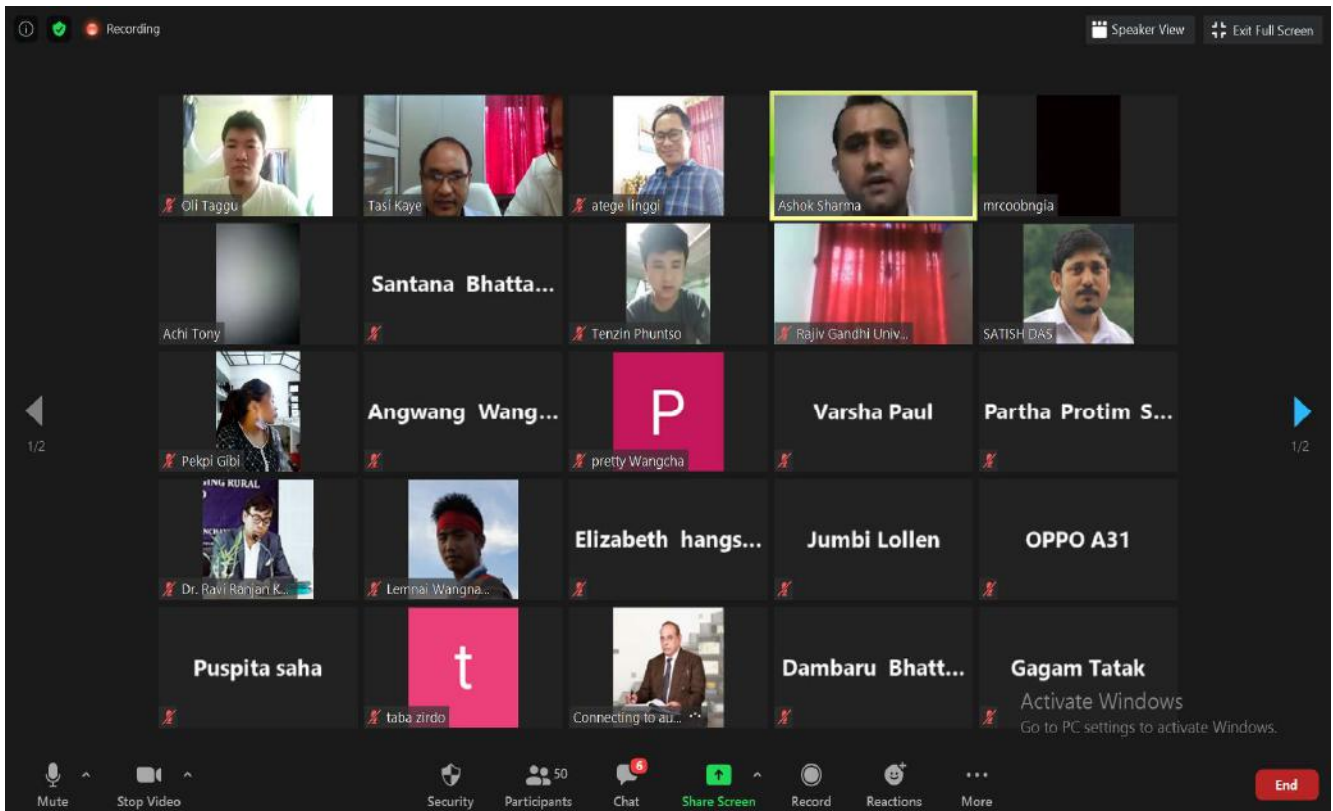 Recording
Speaker View
Exit Full Screen
Oli Taggu
Tasi Kaye
atege linggi
Ashok Sharma
mrcoobngia
Achi Tony
Santana Bhatta...
Tenzin Phuntso
Rajiv Gandhi Univ...
SATISH DAS
Pekpi Gibi
Angwang Wang...
P
pretty Wangcha
Varsha Paul
Partha Protim S...
1/2
1/2
ING RURAL
Dr. Ravi Ranjan K...
Lemnai Wangna...
Elizabeth hangs...
Jumbi Lollen
OPPO A31
Puspita saha
t
taba zirdo
Connecting to au...
Dambaru Bhatt...
Gagam Tatak
Activate Windows
Go to PC settings to activate Windows.
Mute
Stop Video
Security
50
Participants
6
Chat
Share Screen
Record
Reactions
More
End